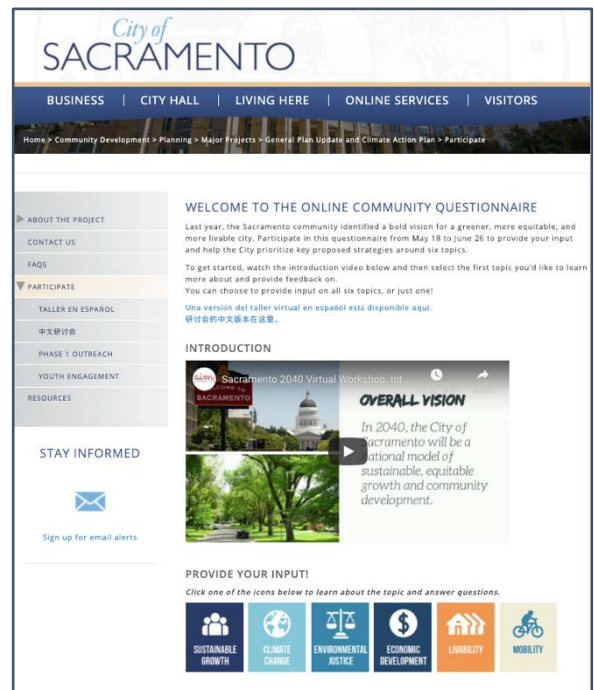 City of
SACRAMENTO
BUSINESS | CITY HALL | LIVING HERE | ONLINE SERVICES | VISITORS
Home > Community Development > Planning > Major Projects > General Plan Update and Climate Action Plan > Participate
ABOUT THE PROJECT
CONTACT US
FAQS
PARTICIPATE
TALLER EN ESPAÑOL
中文研讨会
PHASE 1 OUTREACH
YOUTH ENGAGEMENT
RESOURCES
STAY INFORMED
Sign up for email alerts
WELCOME TO THE ONLINE COMMUNITY QUESTIONNAIRE
Last year, the Sacramento community identified a bold vision for a greener, more equitable, and
more livable city. Participate in this questionnaire from May 18 to June 26 to provide your input
and help the City prioritize key proposed strategies around six topics.
To get started, watch the introduction video below and then select the first topic you'd like to learn
more about and provide feedback on.
You can choose to provide input on all six topics, or just one!
Una versión del taller virtual en español está disponible aquí.
研讨会的中文版本在这里。
INTRODUCTION
aim
Sacramento 2040 Virtual Workshop: Int...
WELCOME TO
SACRAMENTO
OVERALL VISION
In 2040, the City of
Sacramento will be a
national model of
sustainable, equitable
growth and community
development.
PROVIDE YOUR INPUT!
Click one of the icons below to learn about the topic and answer questions.
SUSTAINABLE
GROWTH
CLIMATE
CHANGE
ENVIRONMENTAL
JUSTICE
ECONOMIC
DEVELOPMENT
LIVABILITY
MOBILITY